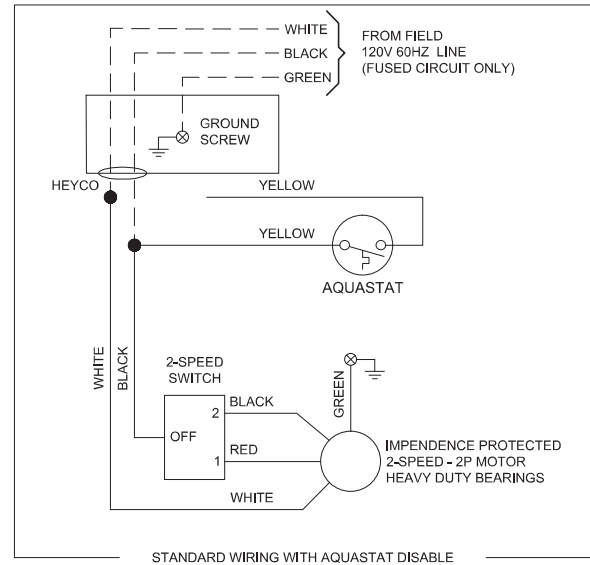 WHITE
BLACK
GREEN
FROM FIELD
120V 60HZ LINE
(FUSED CIRCUIT ONLY)
GROUND
SCREW
HEYCO
YELLOW
YELLOW
AQUASTAT
WHITE
BLACK
2-SPEED
SWITCH
GREEN
BLACK
2
OFF
RED
1
WHITE
IMPENDENCE PROTECTED
2-SPEED - 2P MOTOR
HEAVY DUTY BEARINGS
STANDARD WIRING WITH AQUASTAT DISABLE